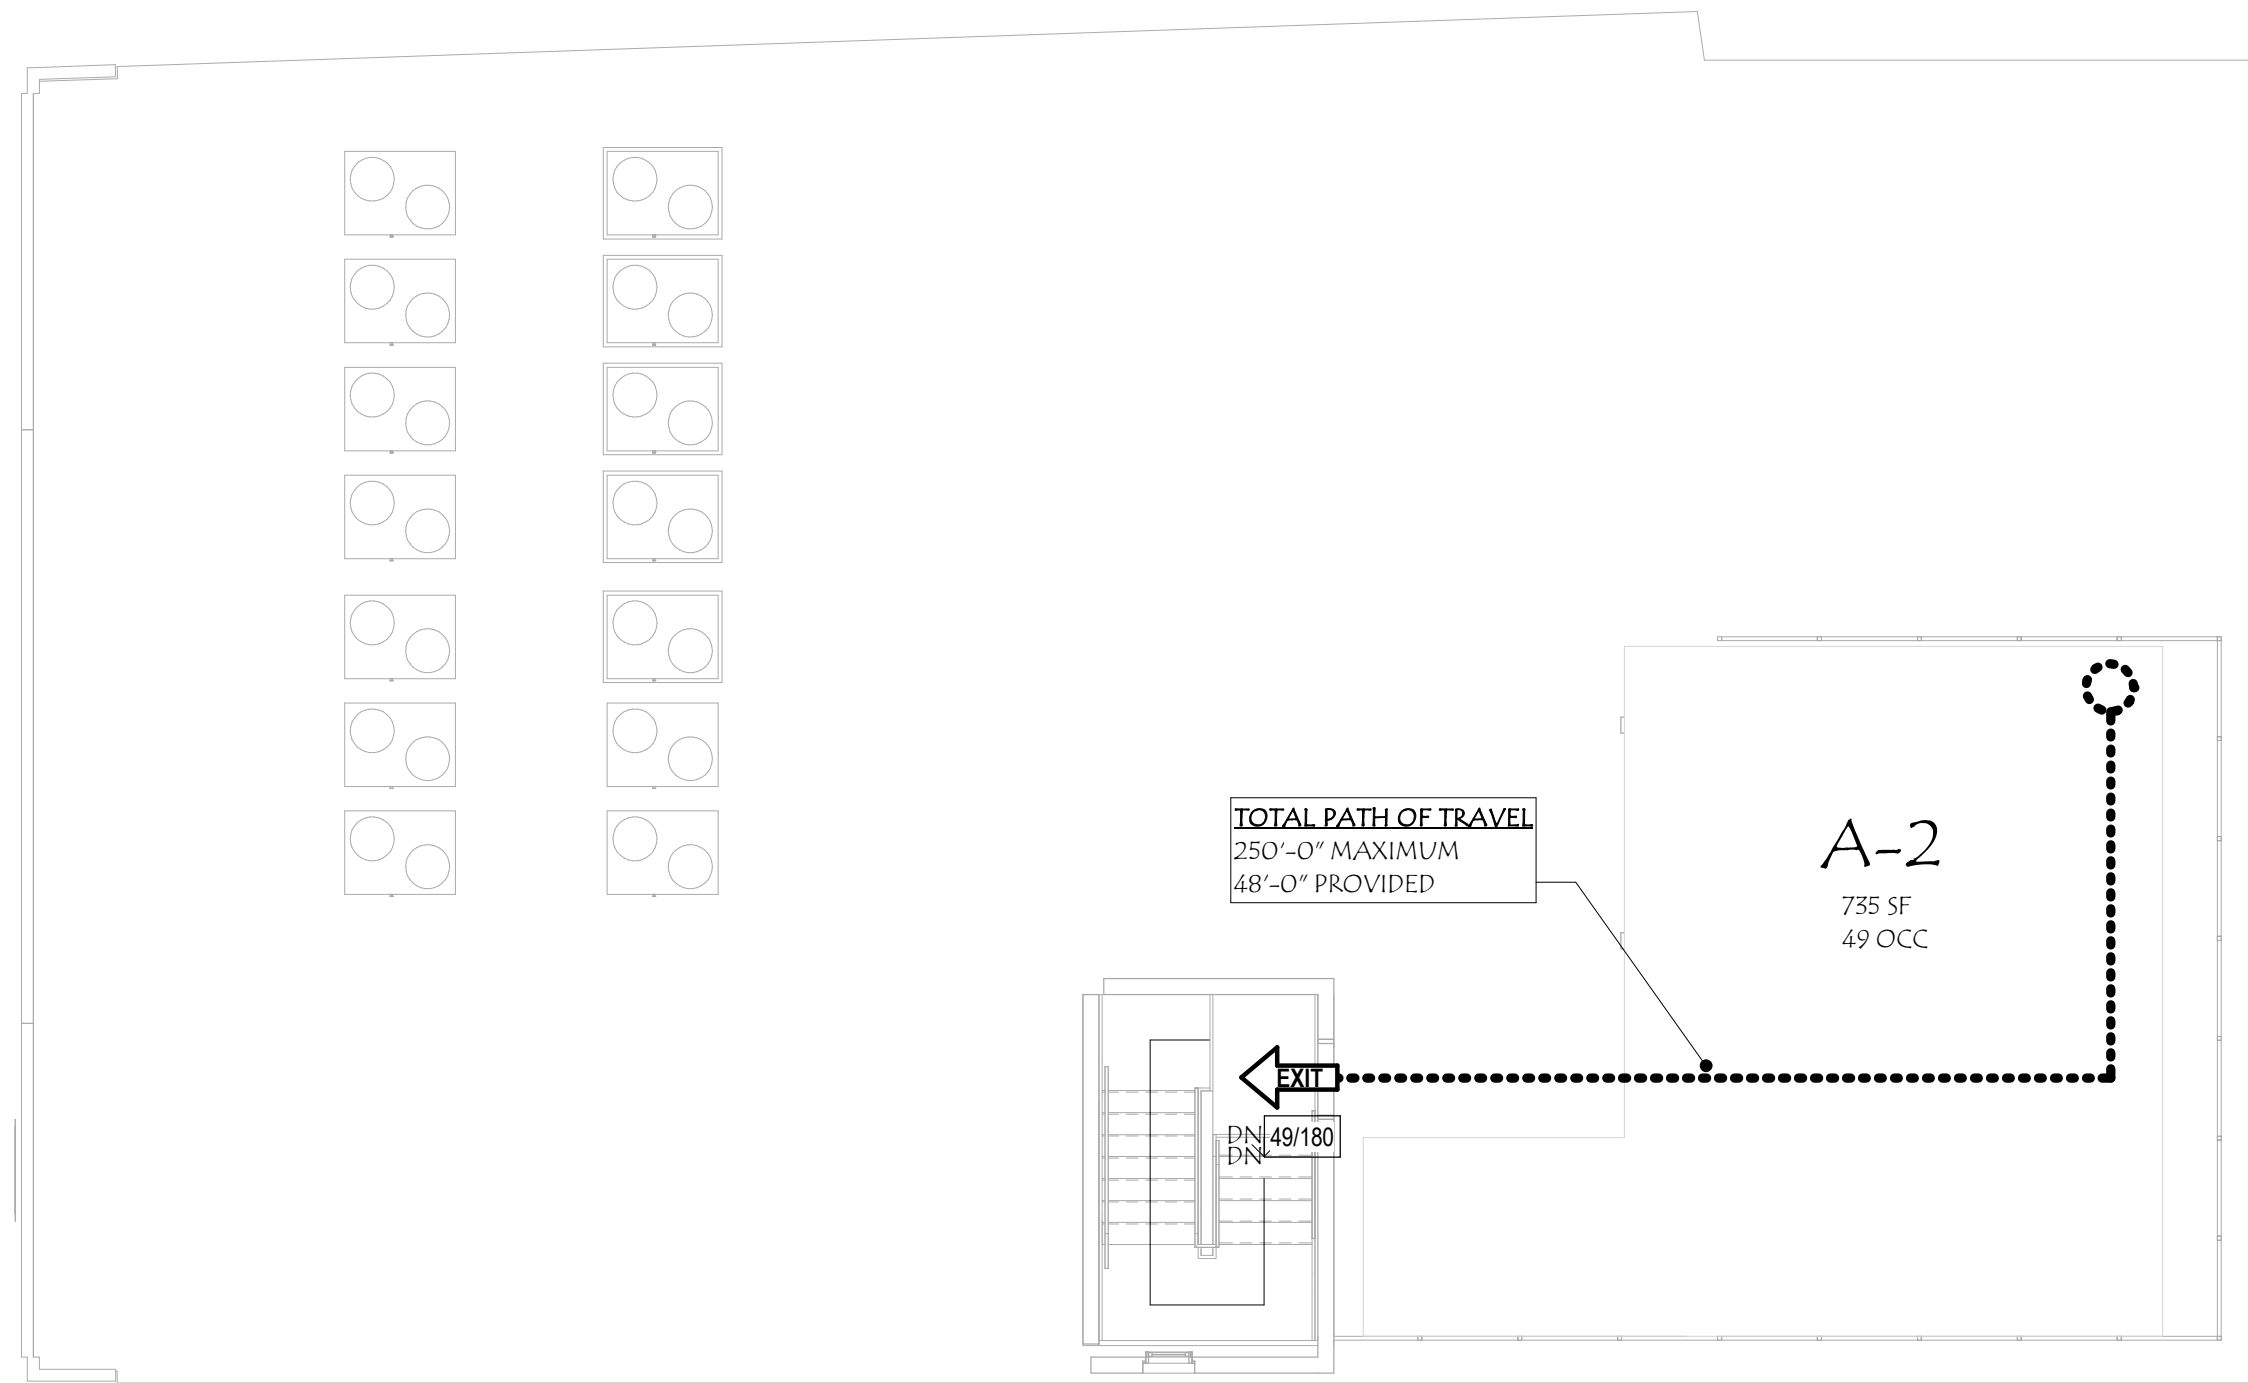 TOTAL PATH OF TRAVEL
250'-0" MAXIMUM
48'-0" PROVIDED
A-2
735 SF
49 OCC
EXIT
DN
49/180
DN